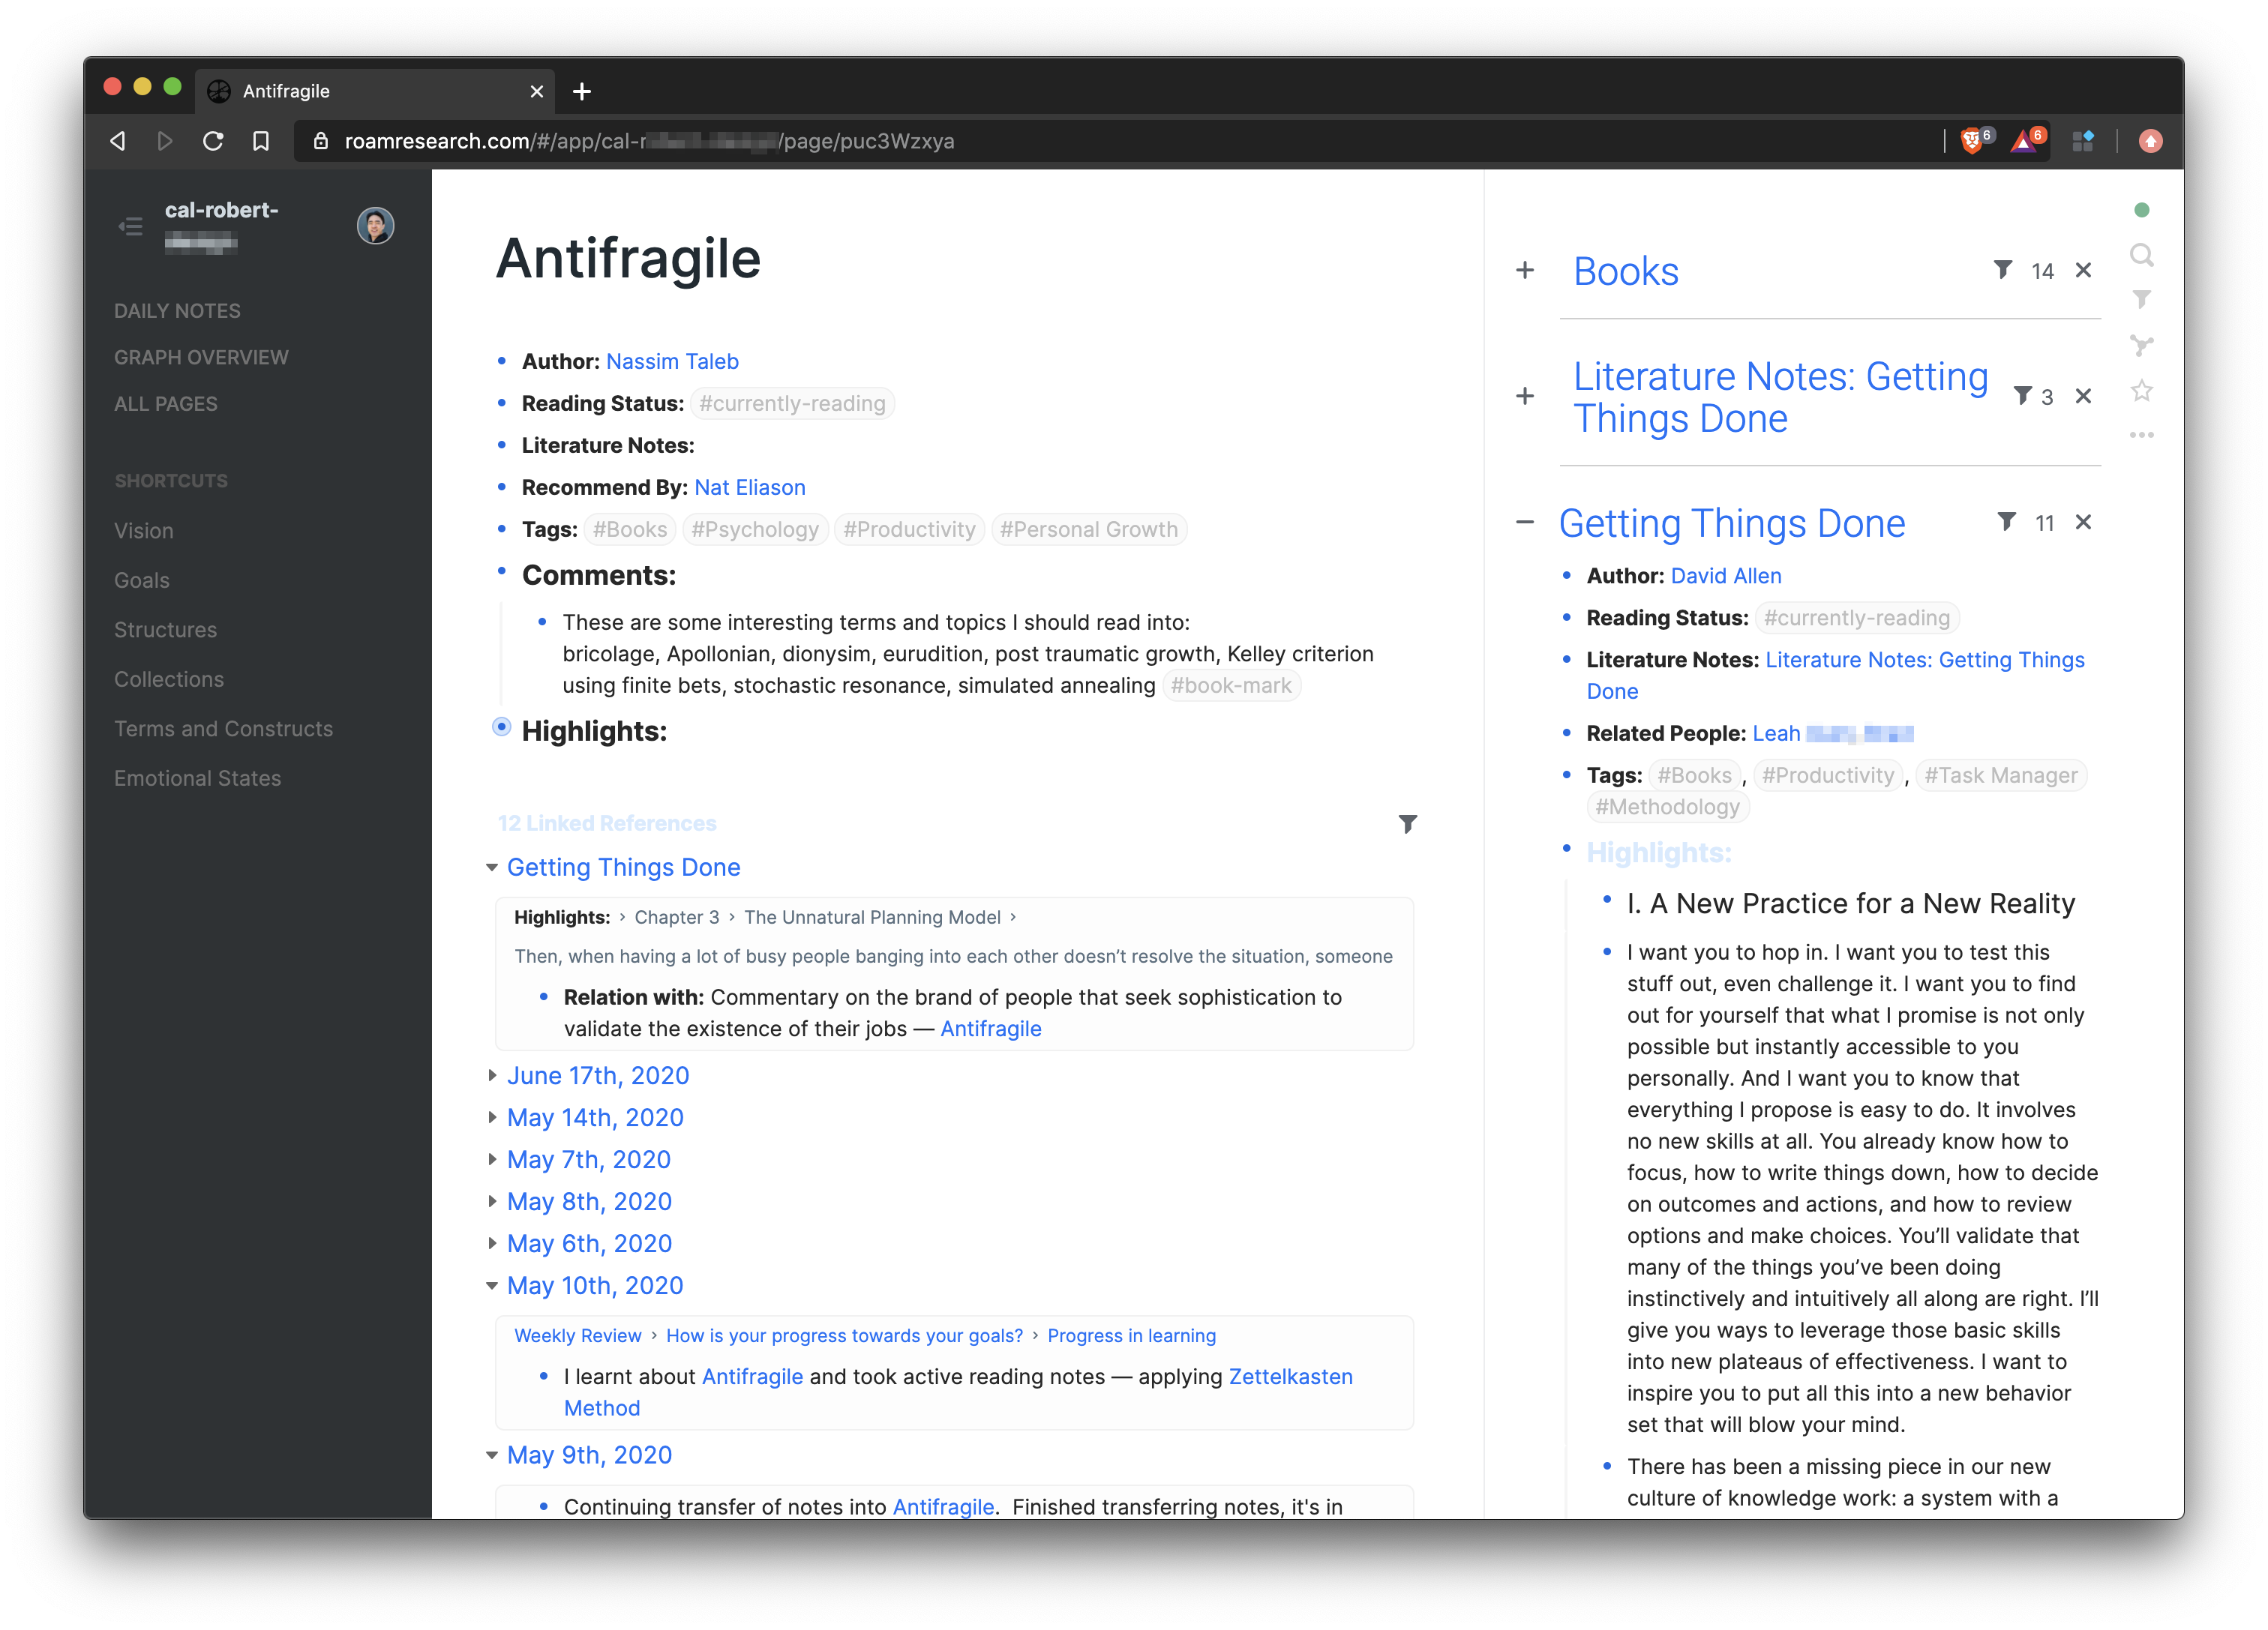 Antifragile
roamresearch.com/#/app/cal-r /page/puc3Wzxya
6
6
cal-robert-
DAILY NOTES
GRAPH OVERVIEW
ALL PAGES
SHORTCUTS
Vision
Goals
Structures
Collections
Terms and Constructs
Emotional States
Antifragile
Author: Nassim Taleb
Reading Status: #currently-reading
Literature Notes:
Recommend By: Nat Eliason
Tags: #Books #Psychology #Productivity #Personal Growth
Comments:
These are some interesting terms and topics I should read into:
bricolage, Apollonian, dionysim, eurudition, post traumatic growth, Kelley criterion
using finite bets, stochastic resonance, simulated annealing #book-mark
Highlights:
12 Linked References
Getting Things Done
Highlights: › Chapter 3 › The Unnatural Planning Model ›
Then, when having a lot of busy people banging into each other doesn’t resolve the situation, someone
Relation with: Commentary on the brand of people that seek sophistication to
validate the existence of their jobs — Antifragile
June 17th, 2020
May 14th, 2020
May 7th, 2020
May 8th, 2020
May 6th, 2020
May 10th, 2020
Weekly Review › How is your progress towards your goals? › Progress in learning
I learnt about Antifragile and took active reading notes — applying Zettelkasten
Method
May 9th, 2020
Continuing transfer of notes into Antifragile.  Finished transferring notes, it's in
Books 14
Literature Notes: Getting
Things Done 3
Getting Things Done 11
Author: David Allen
Reading Status: #currently-reading
Literature Notes: Literature Notes: Getting Things
Done
Related People: Leah
Tags: #Books , #Productivity , #Task Manager
#Methodology
Highlights:
I. A New Practice for a New Reality
I want you to hop in. I want you to test this
stuff out, even challenge it. I want you to find
out for yourself that what I promise is not only
possible but instantly accessible to you
personally. And I want you to know that
everything I propose is easy to do. It involves
no new skills at all. You already know how to
focus, how to write things down, how to decide
on outcomes and actions, and how to review
options and make choices. You’ll validate that
many of the things you’ve been doing
instinctively and intuitively all along are right. I’ll
give you ways to leverage those basic skills
into new plateaus of effectiveness. I want to
inspire you to put all this into a new behavior
set that will blow your mind.
There has been a missing piece in our new
culture of knowledge work: a system with a